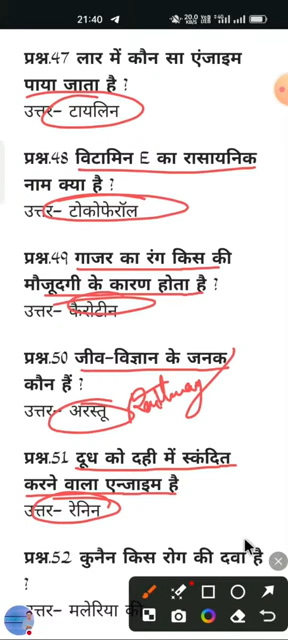 21:40
प्रश्न.47 लार में कौन सा एंजाइम
पाया जाता है ?
उत्तर– टायलिन
प्रश्न.48 विटामिन E का रासायनिक
नाम क्या है ?
उत्तर– टोकोफेरॉल
प्रश्न.49 गाजर का रंग किस की
मौजूदगी के कारण होता है ?
उत्तर– कैरोटीन
प्रश्न.50 जीव-विज्ञान के जनक
कौन हैं ?
उत्तर– अरस्तू
प्रश्न.51 दूध को दही में स्कंदित
करने वाला एन्जाइम है
उत्तर– रेनिन
प्रश्न.52 कुनैन किस रोग की दवा है
?
मलेरिया की